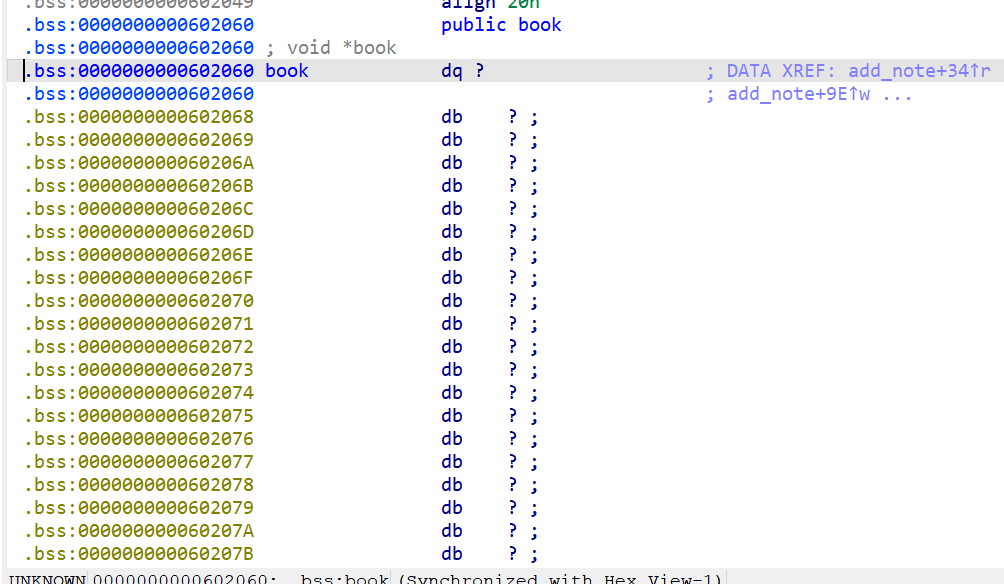 .bss:0000000000602049 align 20h
.bss:0000000000602060 public book
.bss:0000000000602060 ; void *book
.bss:0000000000602060 book dq ? ; DATA XREF: add_note+34↑r
.bss:0000000000602060 ; add_note+9E↑w ...
.bss:0000000000602068 db ? ;
.bss:0000000000602069 db ? ;
.bss:000000000060206A db ? ;
.bss:000000000060206B db ? ;
.bss:000000000060206C db ? ;
.bss:000000000060206D db ? ;
.bss:000000000060206E db ? ;
.bss:000000000060206F db ? ;
.bss:0000000000602070 db ? ;
.bss:0000000000602071 db ? ;
.bss:0000000000602072 db ? ;
.bss:0000000000602073 db ? ;
.bss:0000000000602074 db ? ;
.bss:0000000000602075 db ? ;
.bss:0000000000602076 db ? ;
.bss:0000000000602077 db ? ;
.bss:0000000000602078 db ? ;
.bss:0000000000602079 db ? ;
.bss:000000000060207A db ? ;
.bss:000000000060207B db ? ;
UNKNOWN 0000000000602060: .bss:book (Synchronized with Hex View-1)